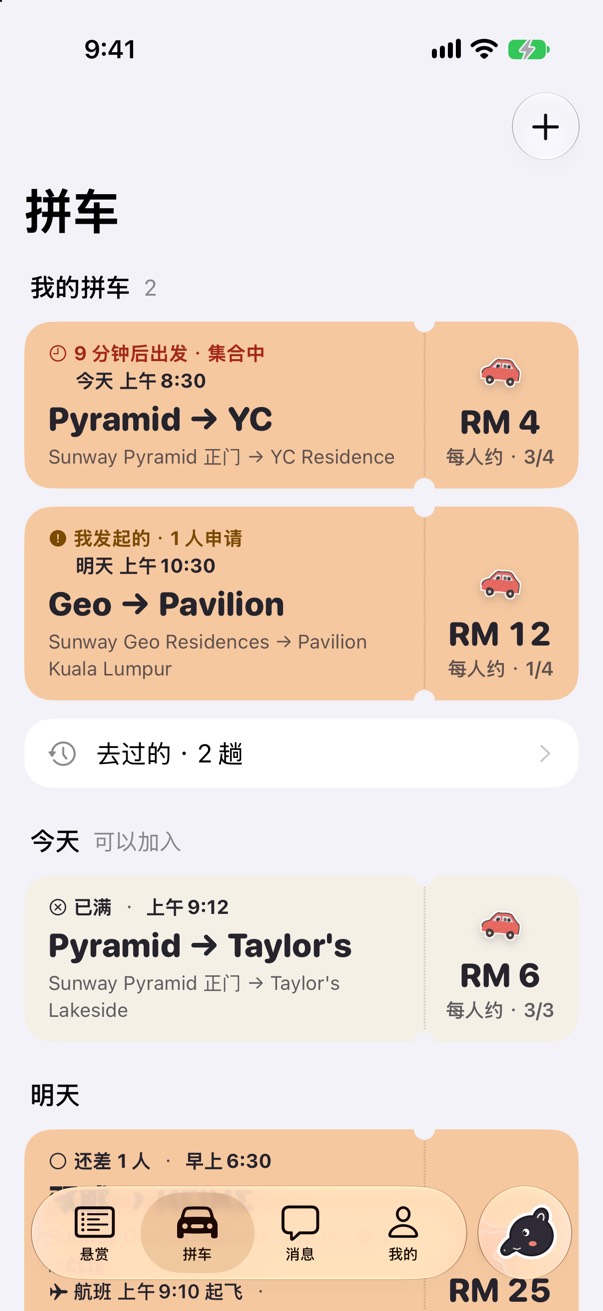 9:41
拼车
我的拼车 2
9 分钟后出发 · 集合中
今天 上午 8:30
Pyramid → YC
Sunway Pyramid 正门 → YC Residence
RM 4
每人约 · 3/4
我发起的 · 1 人申请
明天 上午 10:30
Geo → Pavilion
Sunway Geo Residences → Pavilion
Kuala Lumpur
RM 12
每人约 · 1/4
去过的 · 2 趟
今天 可以加入
已满 · 上午 9:12
Pyramid → Taylor's
Sunway Pyramid 正门 → Taylor's
Lakeside
RM 6
每人约 · 3/3
明天
还差 1 人 · 早上 6:30
悬赏
拼车
消息
我的
航班 上午 9:10 起飞 ·
RM 25